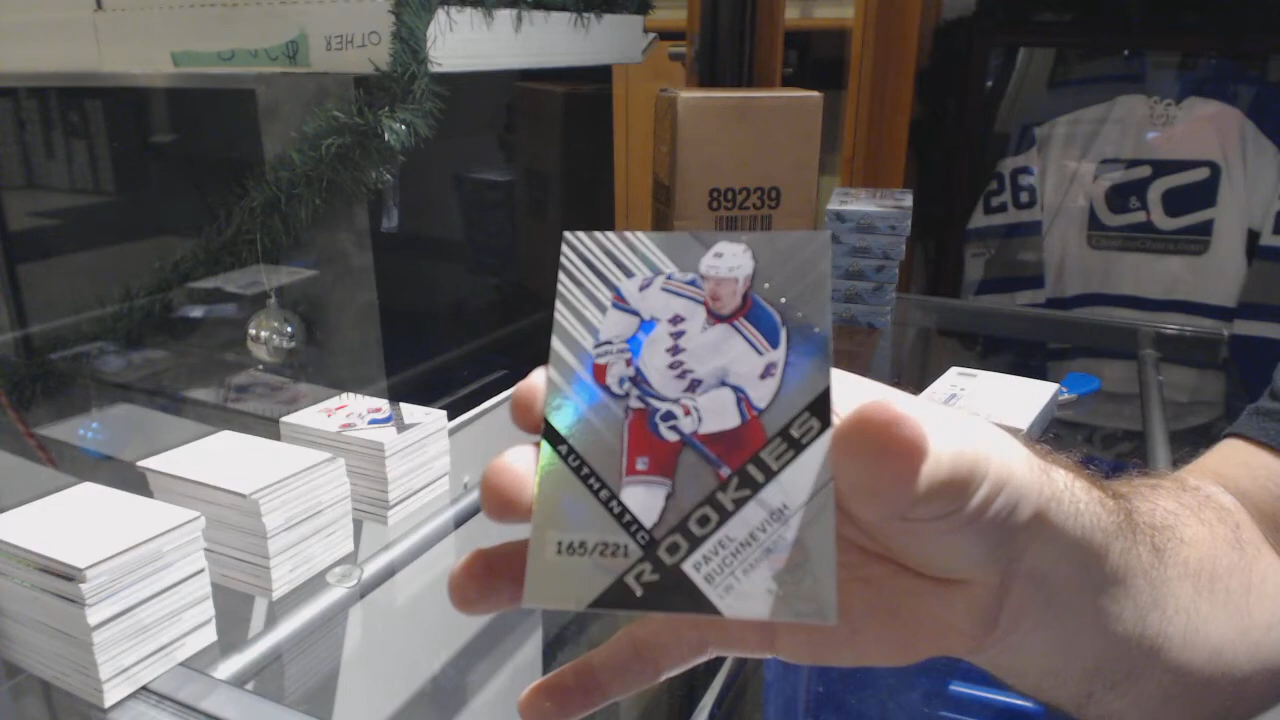 OTHER
89239
26
C&C
RANGERS
AUTHENTIC
ROOKIES
165/221
PAVEL
BUCHNEVICH